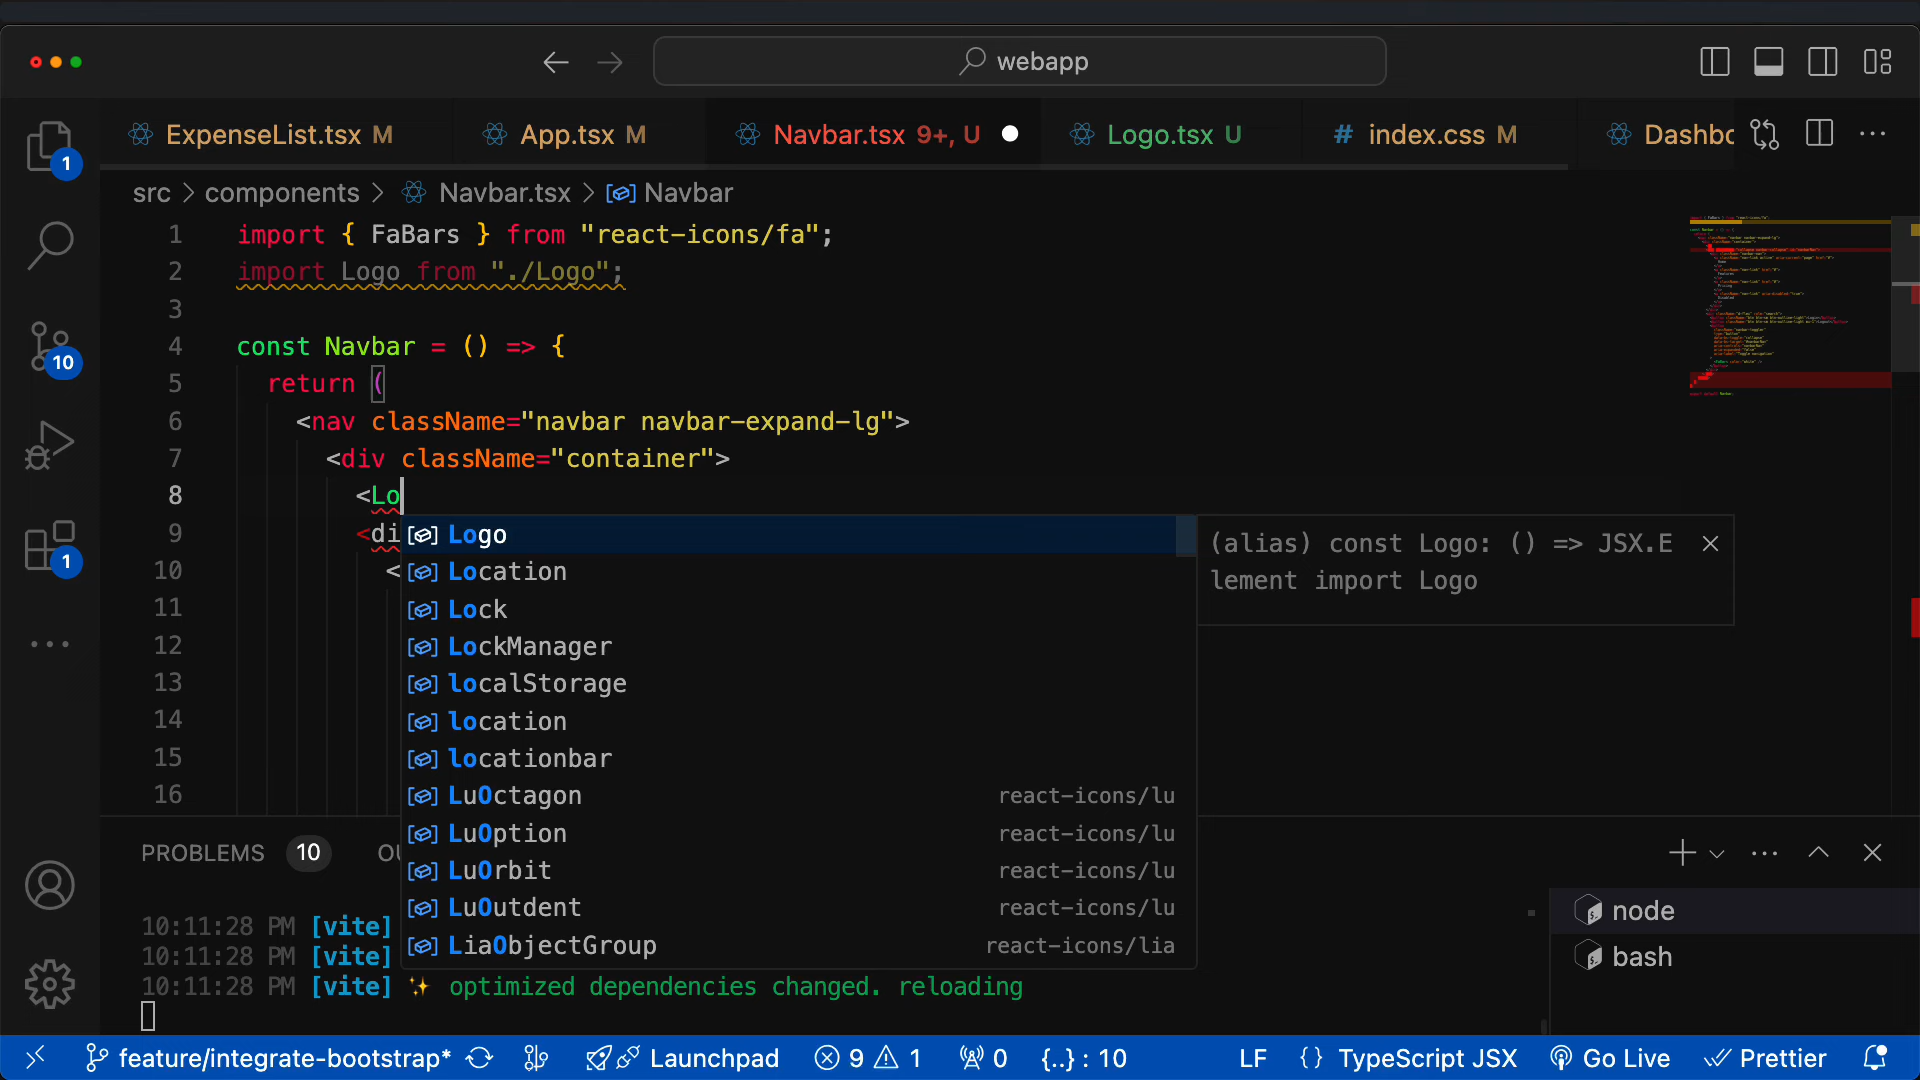 webapp
ExpenseList.tsx M
App.tsx M
Navbar.tsx 9+, U
Logo.tsx U
# index.css M
Dashbo
src > components > Navbar.tsx > Navbar
1 import { FaBars } from "react-icons/fa";
2 import Logo from "./Logo";
3
4 const Navbar = () => {
5 return (
6 <nav className="navbar navbar-expand-lg">
7 <div className="container">
8 <Lo
9 <di
10 <
11
12
13
14
15
16
Logo
Location
Lock
LockManager
localStorage
location
locationbar
LuOctagon react-icons/lu
LuOption react-icons/lu
LuOrbit react-icons/lu
LuOutdent react-icons/lu
LiaObjectGroup react-icons/lia
(alias) const Logo: () => JSX.E
lement import Logo
1
10
1
PROBLEMS 10 OU
10:11:28 PM [vite]
10:11:28 PM [vite]
10:11:28 PM [vite] ✨ optimized dependencies changed. reloading
node
bash
feature/integrate-bootstrap* Launchpad 9 1 0 {..} : 10 LF {} TypeScript JSX Go Live Prettier